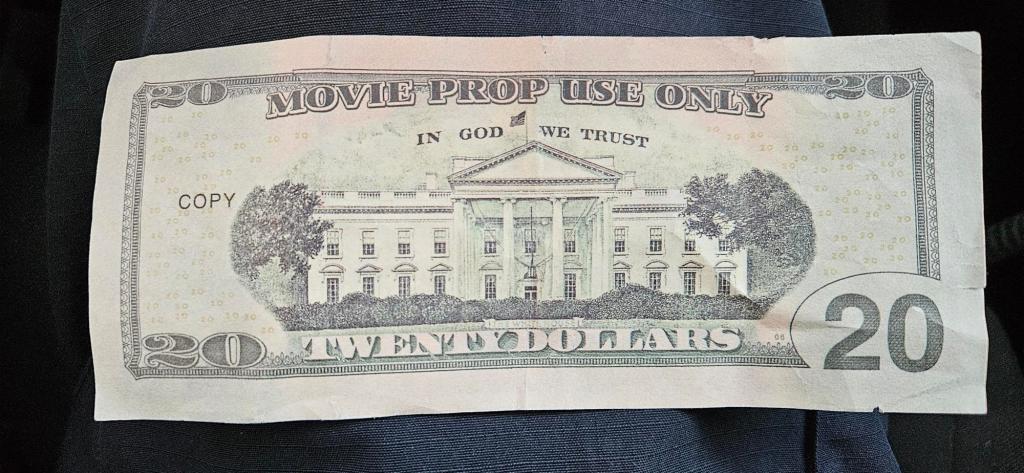 20 MOVIE PROP USE ONLY 20
IN GOD WE TRUST
COPY
20 TWENTY DOLLARS 20